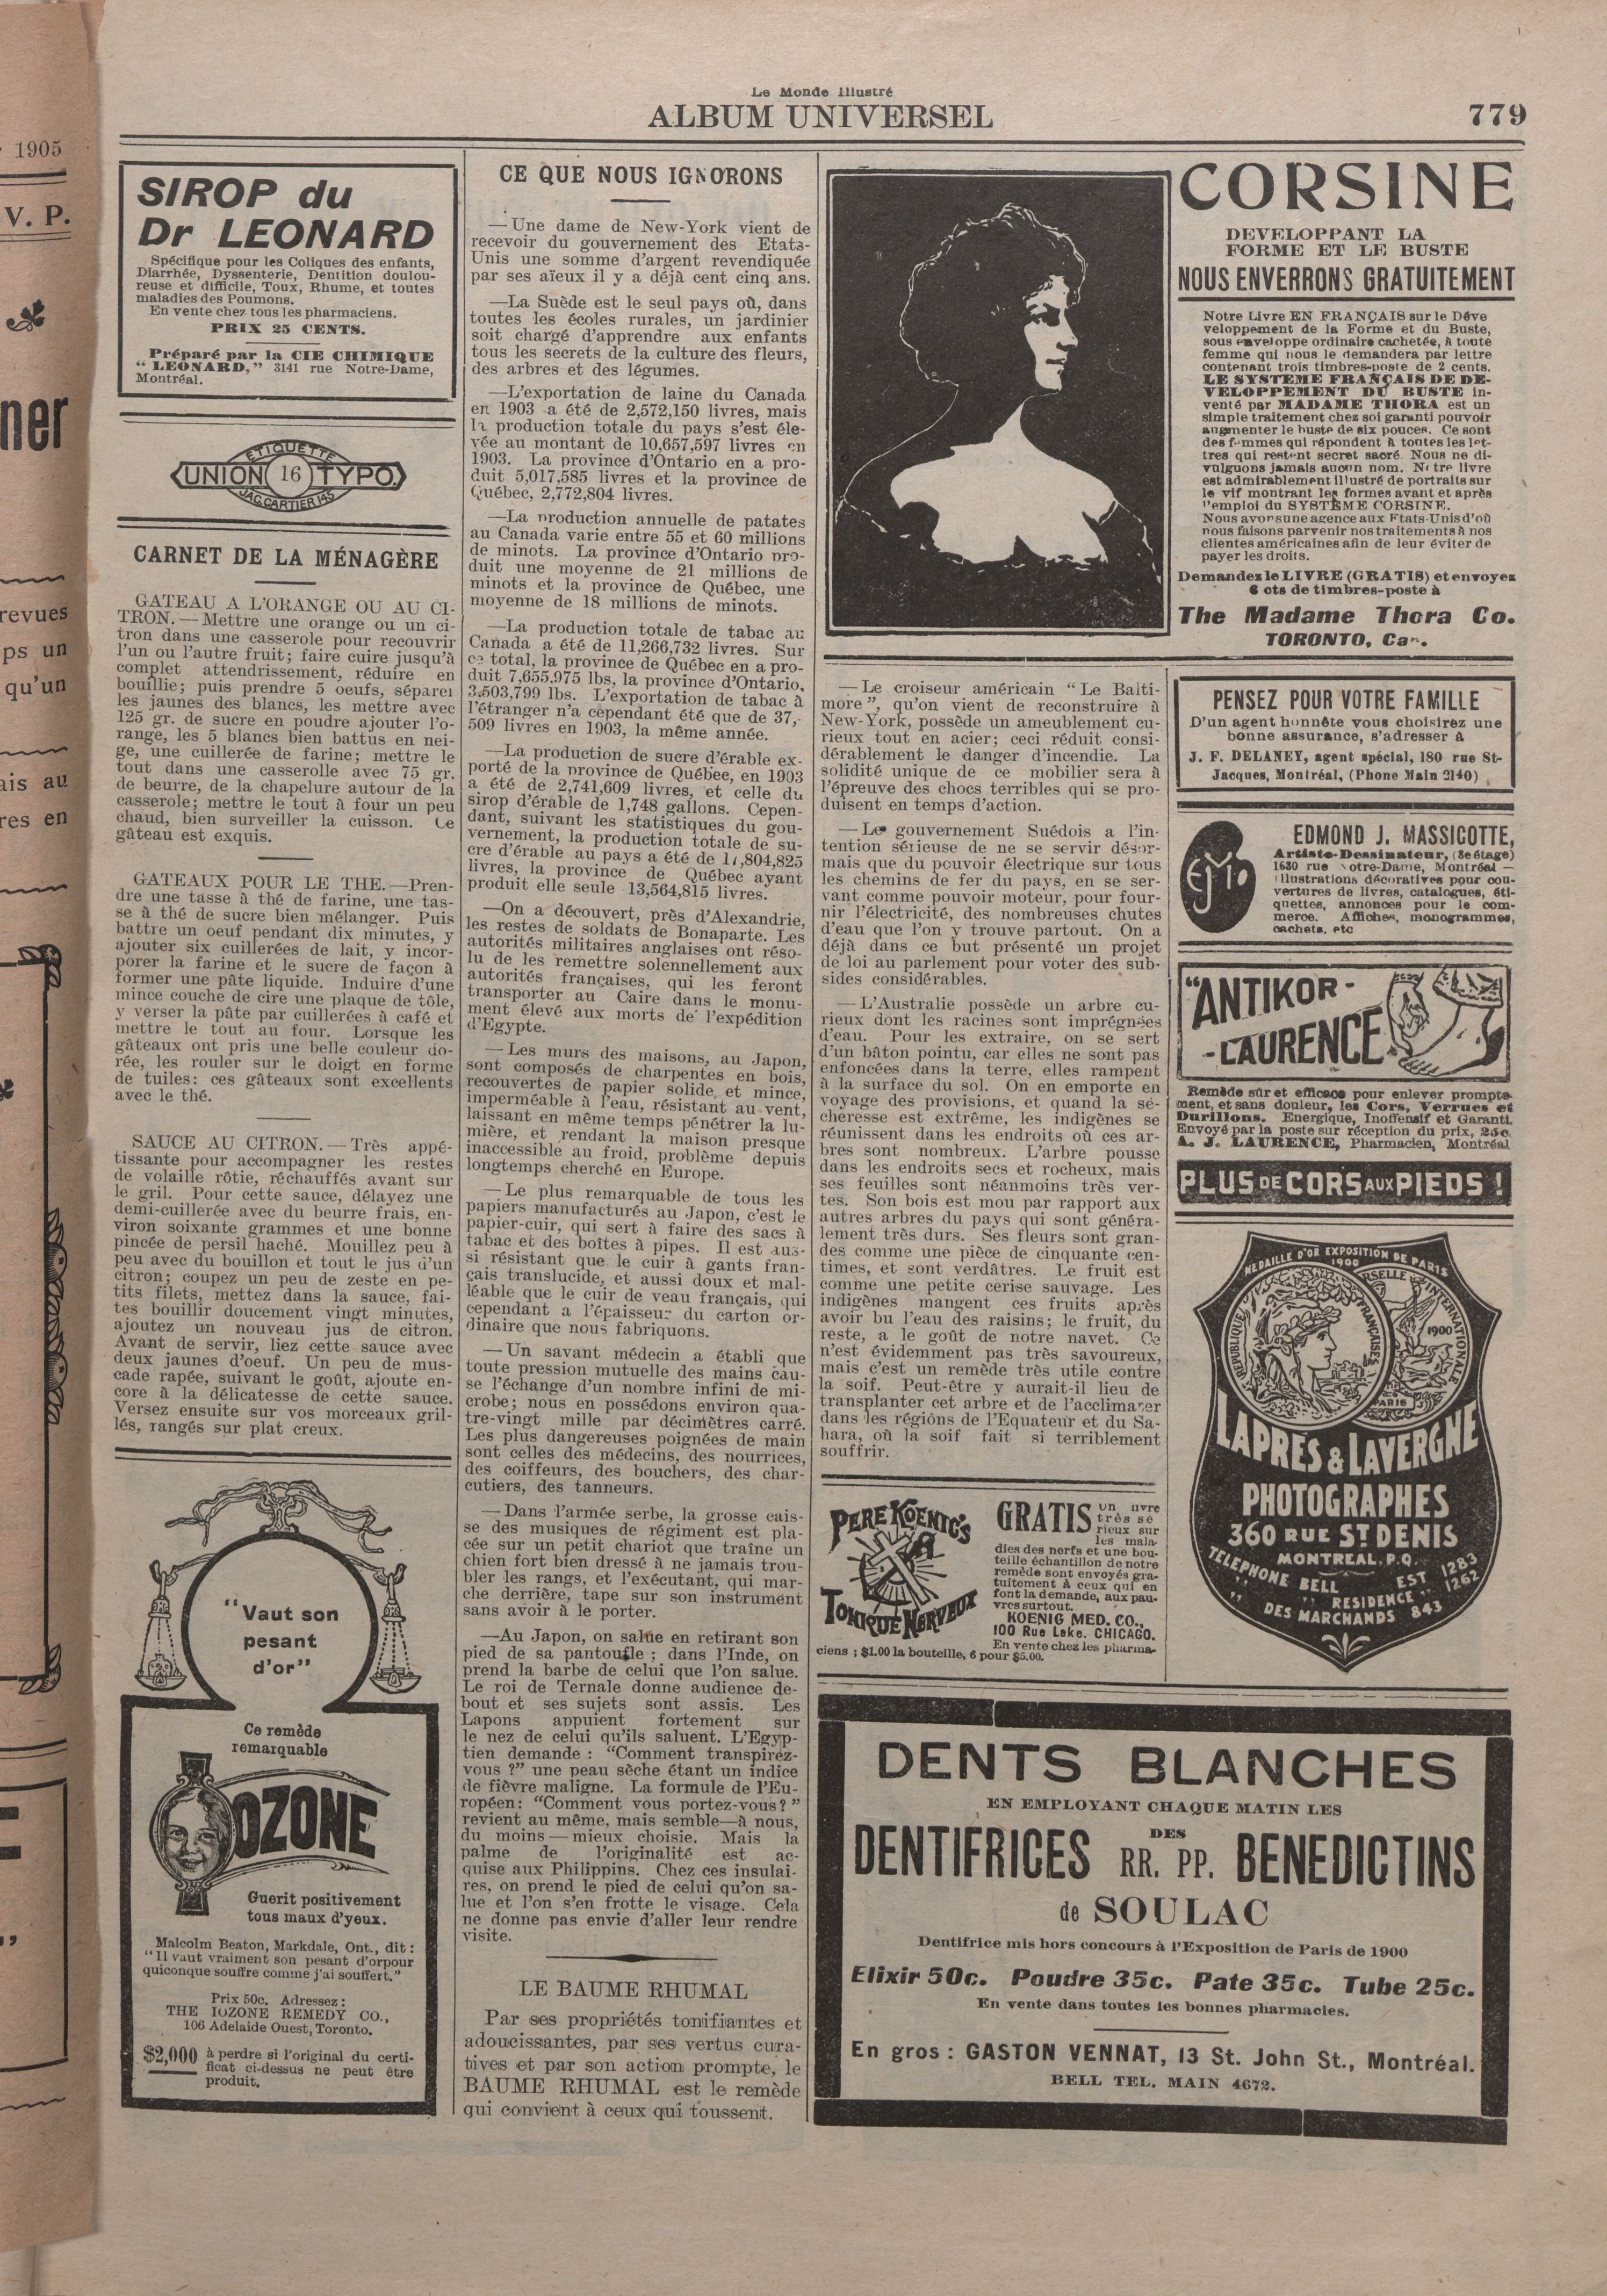 1905
V. P.
ner
revues
ps un
qu'un
ais au
res en
Le Monde Illustré
ALBUM UNIVERSEL
779
SIROP du
Dr LEONARD
Spécifique pour les Coliques des enfants,
Diarrhée, Dyssenterie, Dentition doulou-
reuse et difficile, Toux, Rhume, et toutes
maladies des Poumons.
En vente chez tous les pharmaciens.
PRIX 25 CENTS.
Préparé par la CIE CHIMIQUE
"LEONARD," 3141 rue Notre-Dame,
Montréal.
ETIQUETTE
UNION 16 TYPO.
JAC. CARTIER 145
CARNET DE LA MÉNAGÈRE
GATEAU A L'ORANGE OU AU CI-
TRON. — Mettre une orange ou un ci-
tron dans une casserole pour recouvrir
l'un ou l'autre fruit; faire cuire jusqu'à
complet attendrissement, réduire en
bouillie; puis prendre 5 oeufs, séparer
les jaunes des blancs, les mettre avec
125 gr. de sucre en poudre ajouter l'o-
range, les 5 blancs bien battus en nei-
ge, une cuillerée de farine; mettre le
tout dans une casserolle avec 75 gr.
de beurre, de la chapelure autour de la
casserole; mettre le tout à four un peu
chaud, bien surveiller la cuisson. Ce
gâteau est exquis.
GATEAUX POUR LE THE. —Pren-
dre une tasse à thé de farine, une tas-
se à thé de sucre bien mélanger. Puis
battre un oeuf pendant dix minutes, y
ajouter six cuillerées de lait, y incor-
porer la farine et le sucre de façon à
former une pâte liquide. Induire d'une
mince couche de cire une plaque de tôle,
y verser la pâte par cuillerées à café et
mettre le tout au four. Lorsque les
gâteaux ont pris une belle couleur do-
rée, les rouler sur le doigt en forme
de tuiles: ces gâteaux sont excellents
avec le thé.
SAUCE AU CITRON. — Très appé-
tissante pour accompagner les restes
de volaille rôtie, réchauffés avant sur
le gril. Pour cette sauce, délayez une
demi-cuillerée avec du beurre frais, en-
viron soixante grammes et une bonne
pincée de persil haché. Mouillez peu à
peu avec du bouillon et tout le jus d'un
citron; coupez un peu de zeste en pe-
tits filets, mettez dans la sauce, fai-
tes bouillir doucement vingt minutes,
ajoutez un nouveau jus de citron.
Avant de servir, liez cette sauce avec
deux jaunes d'oeuf. Un peu de mus-
cade rapée, suivant le goût, ajoute en-
core à la délicatesse de cette sauce.
Versez ensuite sur vos morceaux gril-
lés, rangés sur plat creux.
"Vaut son
pesant
d'or"
Ce remède
remarquable
IOZONE
Guerit positivement
tous maux d'yeux.
Malcolm Beaton, Markdale, Ont., dit:
"Il vaut vraiment son pesant d'or pour
quiconque souffre comme j'ai souffert."
Prix 50c. Adressez:
THE IOZONE REMEDY CO.,
106 Adelaide Ouest, Toronto.
$2,000 à perdre si l'original du certi-
ficat ci-dessus ne peut être
produit.
CE QUE NOUS IGNORONS
—Une dame de New-York vient de
recevoir du gouvernement des Etats-
Unis une somme d'argent revendiquée
par ses aïeux il y a déjà cent cinq ans.
—La Suède est le seul pays où, dans
toutes les écoles rurales, un jardinier
soit chargé d'apprendre aux enfants
tous les secrets de la culture des fleurs,
des arbres et des légumes.
—L'exportation de laine du Canada
en 1903 a été de 2,572,150 livres, mais
la production totale du pays s'est éle-
vée au montant de 10,657,597 livres en
1903. La province d'Ontario en a pro-
duit 5,017,585 livres et la province de
Québec, 2,772,804 livres.
—La production annuelle de patates
au Canada varie entre 55 et 60 millions
de minots. La province d'Ontario pro-
duit une moyenne de 21 millions de
minots et la province de Québec, une
moyenne de 18 millions de minots.
—La production totale de tabac au
Canada a été de 11,266,732 livres. Sur
ce total, la province de Québec en a pro-
duit 7,655,975 lbs, la province d'Ontario,
3,503,799 lbs. L'exportation de tabac à
l'étranger n'a cependant été que de 37,-
509 livres en 1903, la même année.
—La production de sucre d'érable ex-
porté de la province de Québec, en 1903
a été de 2,741,609 livres, et celle du
sirop d'érable de 1,748 gallons. Cepen-
dant, suivant les statistiques du gou-
vernement, la production totale de su-
cre d'érable au pays a été de 17,804,825
livres, la province de Québec ayant
produit elle seule 13,564,815 livres.
—On a découvert, près d'Alexandrie,
les restes de soldats de Bonaparte. Les
autorités militaires anglaises ont réso-
lu de les remettre solennellement aux
autorités françaises, qui les feront
transporter au Caire dans le monu-
ment élevé aux morts de l'expédition
d'Egypte.
—Les murs des maisons, au Japon,
sont composés de charpentes en bois,
recouvertes de papier solide et mince,
imperméable à l'eau, résistant au vent,
laissant en même temps pénétrer la lu-
mière, et rendant la maison presque
inaccessible au froid, problème depuis
longtemps cherché en Europe.
—Le plus remarquable de tous les
papiers manufacturés au Japon, c'est le
papier-cuir, qui sert à faire des sacs à
tabac et des boîtes à pipes. Il est aus-
si résistant que le cuir à gants fran-
çais translucide, et aussi doux et mal-
léable que le cuir de veau français, qui
cependant a l'épaisseur du carton or-
dinaire que nous fabriquons.
—Un savant médecin a établi que
toute pression mutuelle des mains cau-
se l'échange d'un nombre infini de mi-
crobe; nous en possédons environ qua-
tre-vingt mille par décimètres carré.
Les plus dangereuses poignées de main
sont celles des médecins, des nourrices,
des coiffeurs, des bouchers, des char-
cutiers, des tanneurs.
—Dans l'armée serbe, la grosse cais-
se des musiques de régiment est pla-
cée sur un petit chariot que traîne un
chien fort bien dressé à ne jamais trou-
bler les rangs, et l'exécutant, qui mar-
che derrière, tape sur son instrument
sans avoir à le porter.
—Au Japon, on salue en retirant son
pied de sa pantoufle; dans l'Inde, on
prend la barbe de celui que l'on salue.
Le roi de Ternale donne audience de-
bout et ses sujets sont assis. Les
Lapons appuient fortement sur
le nez de celui qu'ils saluent. L'Egyp-
tien demande: "Comment transpirez-
vous?" une peau sèche étant un indice
de fièvre maligne. La formule de l'Eu-
ropéen: "Comment vous portez-vous?"
revient au même, mais semble—à nous,
du moins—mieux choisie. Mais la
palme de l'originalité est ac-
quise aux Philippins. Chez ces insulai-
res, on prend le pied de celui qu'on sa-
lue et l'on s'en frotte le visage. Cela
ne donne pas envie d'aller leur rendre
visite.
LE BAUME RHUMAL
Par ses propriétés tonifiantes et
adoucissantes, par ses vertus cura-
tives et par son action prompte, le
BAUME RHUMAL est le remède
qui convient à ceux qui toussent.
CORSINE
DEVELOPPANT LA
FORME ET LE BUSTE
NOUS ENVERRONS GRATUITEMENT
Notre Livre EN FRANÇAIS sur le Déve
veloppement de la Forme et du Buste,
sous enveloppe ordinaire cachetée, à toute
femme qui nous le demandera par lettre
contenant trois timbres-poste de 2 cents.
LE SYSTEME FRANÇAIS DE DE-
VELOPPEMENT DU BUSTE in-
venté par MADAME THORA est un
simple traitement chez soi garanti pouvoir
augmenter le buste de six pouces. Ce sont
des femmes qui répondent à toutes les let-
tres qui restent secret sacré. Nous ne di-
vulguons jamais aucun nom. Notre livre
est admirablement illustré de portraits sur
le vif montrant les formes avant et après
l'emploi du SYSTÈME CORSINE.
Nous avons une agence aux Etats-Unis d'où
nous faisons parvenir nos traitements à nos
clientes américaines afin de leur éviter de
payer les droits.
Demandez le LIVRE (GRATIS) et envoyez
6 cts de timbres-poste à
The Madame Thora Co.
TORONTO, Can.
—Le croiseur américain "Le Balti-
more", qu'on vient de reconstruire à
New-York, possède un ameublement cu-
rieux tout en acier; ceci réduit consi-
dérablement le danger d'incendie. La
solidité unique de ce mobilier sera à
l'épreuve des chocs terribles qui se pro-
duisent en temps d'action.
—Le gouvernement Suédois a l'in-
tention sérieuse de ne se servir désor-
mais que du pouvoir électrique sur tous
les chemins de fer du pays, en se ser-
vant comme pouvoir moteur, pour four-
nir l'électricité, des nombreuses chutes
d'eau que l'on y trouve partout. On a
déjà dans ce but présenté un projet
de loi au parlement pour voter des sub-
sides considérables.
—L'Australie possède un arbre cu-
rieux dont les racines sont imprégnées
d'eau. Pour les extraire, on se sert
d'un bâton pointu, car elles ne sont pas
enfoncées dans la terre, elles rampent
à la surface du sol. On en emporte en
voyage des provisions, et quand la sé-
cheresse est extrême, les indigènes se
réunissent dans les endroits où ces ar-
bres sont nombreux. L'arbre pousse
dans les endroits secs et rocheux, mais
ses feuilles sont néanmoins très ver-
tes. Son bois est mou par rapport aux
autres arbres du pays qui sont généra-
lement très durs. Ses fleurs sont gran-
des comme une pièce de cinquante cen-
times, et sont verdâtres. Le fruit est
comme une petite cerise sauvage. Les
indigènes mangent ces fruits après
avoir bu l'eau des raisins; le fruit, du
reste, a le goût de notre navet. Ce
n'est évidemment pas très savoureux,
mais c'est un remède très utile contre
la soif. Peut-être y aurait-il lieu de
transplanter cet arbre et de l'acclimater
dans les régions de l'Equateur et du Sa-
hara, où la soif fait si terriblement
souffrir.
PERE KOENIG'S
TONIQUE NERVEUX
GRATIS un livre
très sé
rieux sur
les mala-
dies des nerfs et une bou-
teille échantillon de notre
remède sont envoyés gra-
tuitement à ceux qui en
font la demande, aux pau-
vres surtout.
KOENIG MED. CO.,
100 Rue Lake. CHICAGO.
En vente chez les pharma-
ciens; $1.00 la bouteille, 6 pour $5.00.
PENSEZ POUR VOTRE FAMILLE
D'un agent honnête vous choisirez une
bonne assurance, s'adresser à
J. F. DELANEY, agent spécial, 180 rue St-
Jacques, Montréal, (Phone Main 2140)
EJM
EDMOND J. MASSICOTTE,
Artiste-Dessinateur, (3e étage)
1630 rue Notre-Dame, Montréal —
Illustrations décoratives pour cou-
vertures de livres, catalogues, éti-
quettes, annonces pour le com-
merce. Affiches, monogrammes,
cachets, etc
"ANTIKOR-
-LAURENCE
Remède sûr et efficace pour enlever prompte-
ment, et sans douleur, les Cors, Verrues et
Durillons. Energique, Inoffensif et Garanti.
Envoyé par la poste sur réception du prix, 25c.
A. J. LAURENCE, Pharmacien, Montréal
PLUS DE CORS AUX PIEDS !
MEDAILLE D'OR EXPOSITION DE PARIS
1900
REPUBLIQUE FRANÇAISE
RSELLE INTERNATIONALE
1900
PARIS
LAPRÉS & LAVERGNE
PHOTOGRAPHES
360 RUE ST DENIS
MONTREAL. P.Q.
TELEPHONE BELL EST 1283
" " RESIDENCE " 1262
" DES MARCHANDS 843
DENTS BLANCHES
EN EMPLOYANT CHAQUE MATIN LES
DENTIFRICES DES RR. PP. BENEDICTINS
de SOULAC
Dentifrice mis hors concours à l'Exposition de Paris de 1900
Elixir 50c. Poudre 35c. Pate 35c. Tube 25c.
En vente dans toutes les bonnes pharmacies.
En gros: GASTON VENNAT, 13 St. John St., Montréal.
BELL TEL. MAIN 4672.